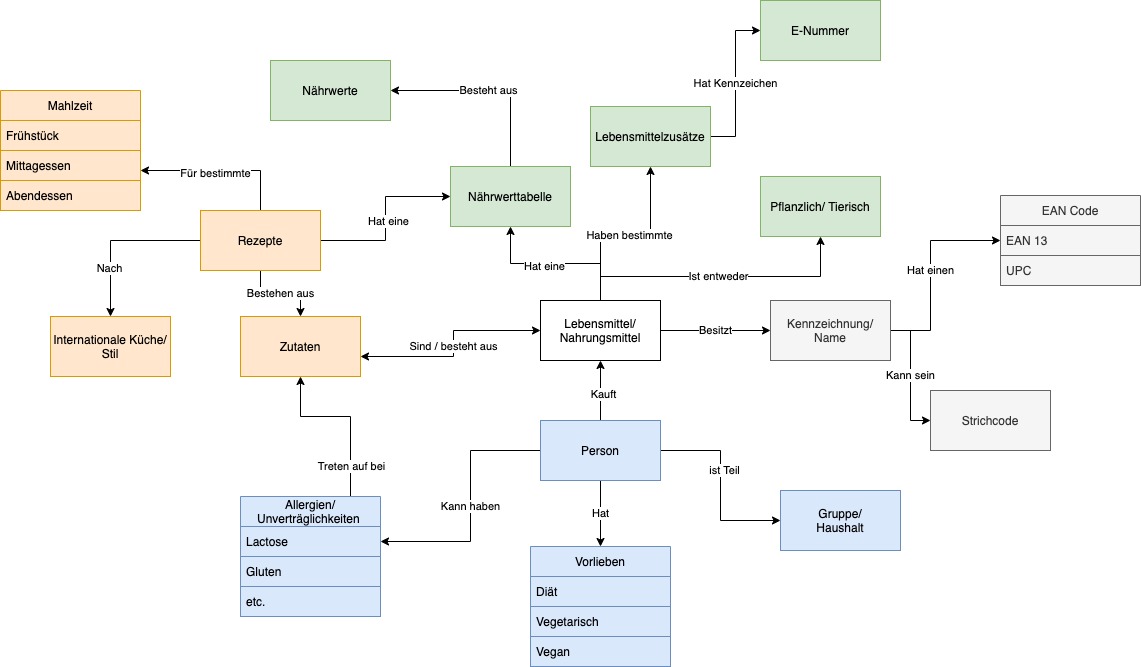 E-Nummer
Hat Kennzeichen
Nährwerte
Besteht aus
Mahlzeit
Frühstück
Mittagessen
Abendessen
Lebensmittelzusätze
Für bestimmte
Nährwerttabelle
Pflanzlich/ Tierisch
Hat eine
Rezepte
Haben bestimmte
EAN Code
EAN 13
UPC
Nach
Hat eine
Ist entweder
Hat einen
Bestehen aus
Internationale Küche/
Stil
Zutaten
Sind / besteht aus
Lebensmittel/
Nahrungsmittel
Besitzt
Kennzeichnung/
Name
Kann sein
Kauft
Strichcode
Person
Treten auf bei
ist Teil
Allergien/
Unverträglichkeiten
Lactose
Gluten
etc.
Kann haben
Hat
Gruppe/
Haushalt
Vorlieben
Diät
Vegetarisch
Vegan